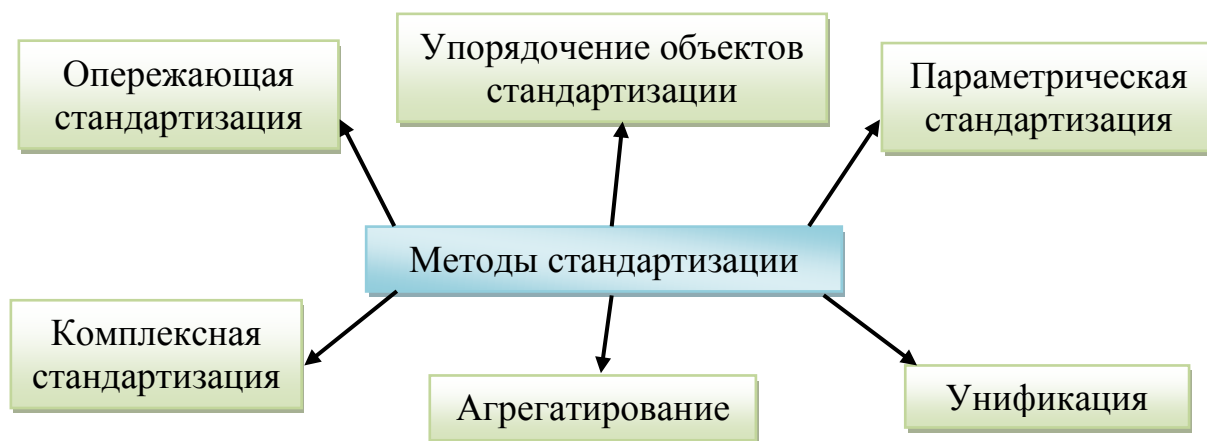 Опережающая
стандартизация
Упорядочение объектов
стандартизации
Параметрическая
стандартизация
Методы стандартизации
Комплексная
стандартизация
Агрегатирование
Унификация